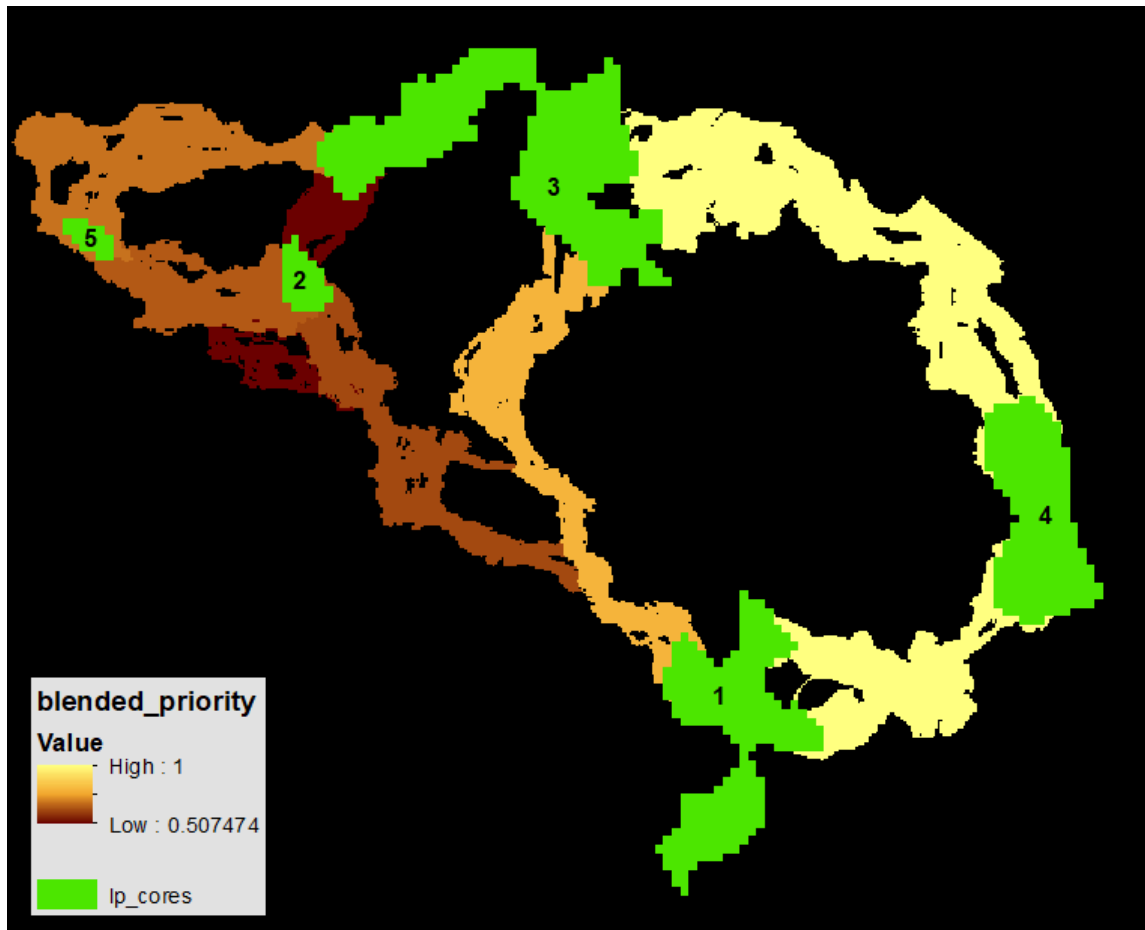 3
5
2
4
1
blended_priority
Value
High : 1
Low : 0.507474
lp_cores